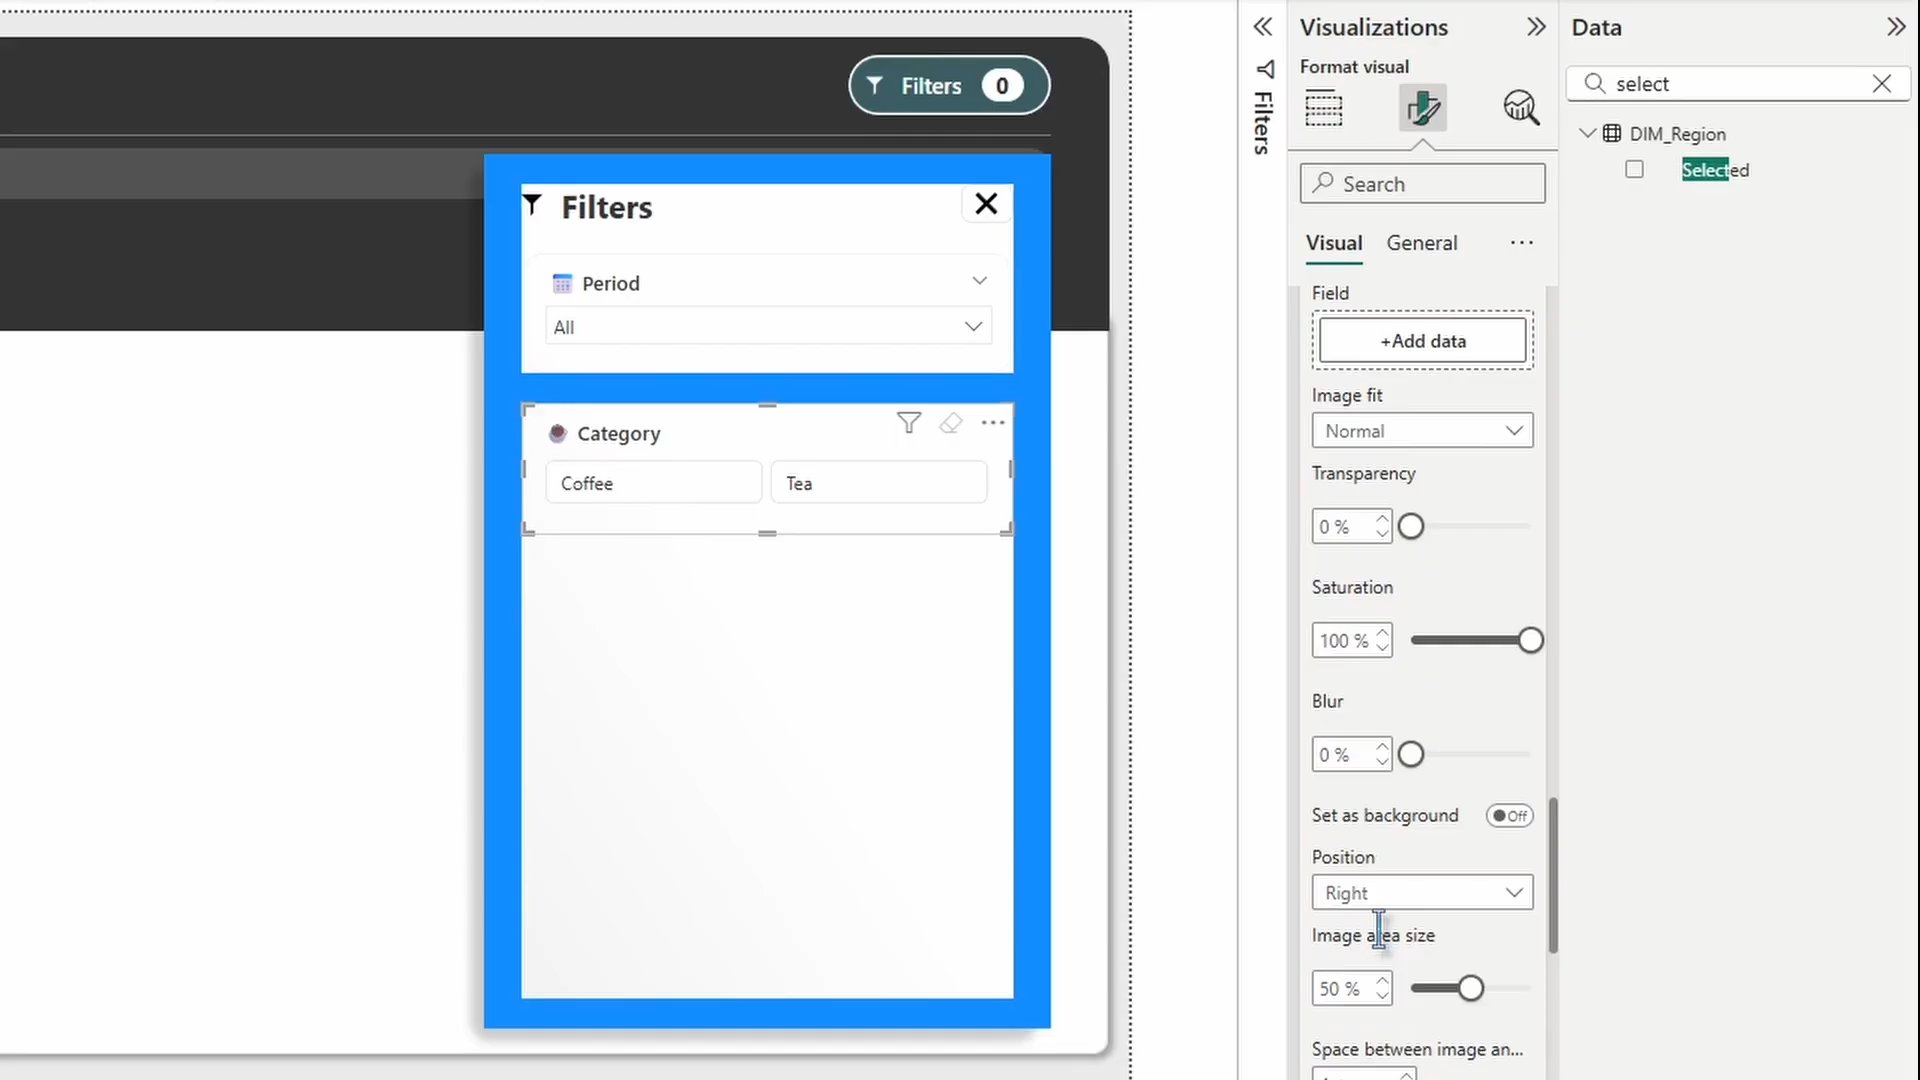 Filters 0
Filters
Period
All
Category
Coffee
Tea
Filters
Visualizations
Format visual
Search
Visual
General
Field
+Add data
Image fit
Normal
Transparency
0 %
Saturation
100 %
Blur
0 %
Set as background
Off
Position
Right
Image area size
50 %
Space between image an...
Data
select
DIM_Region
Selected